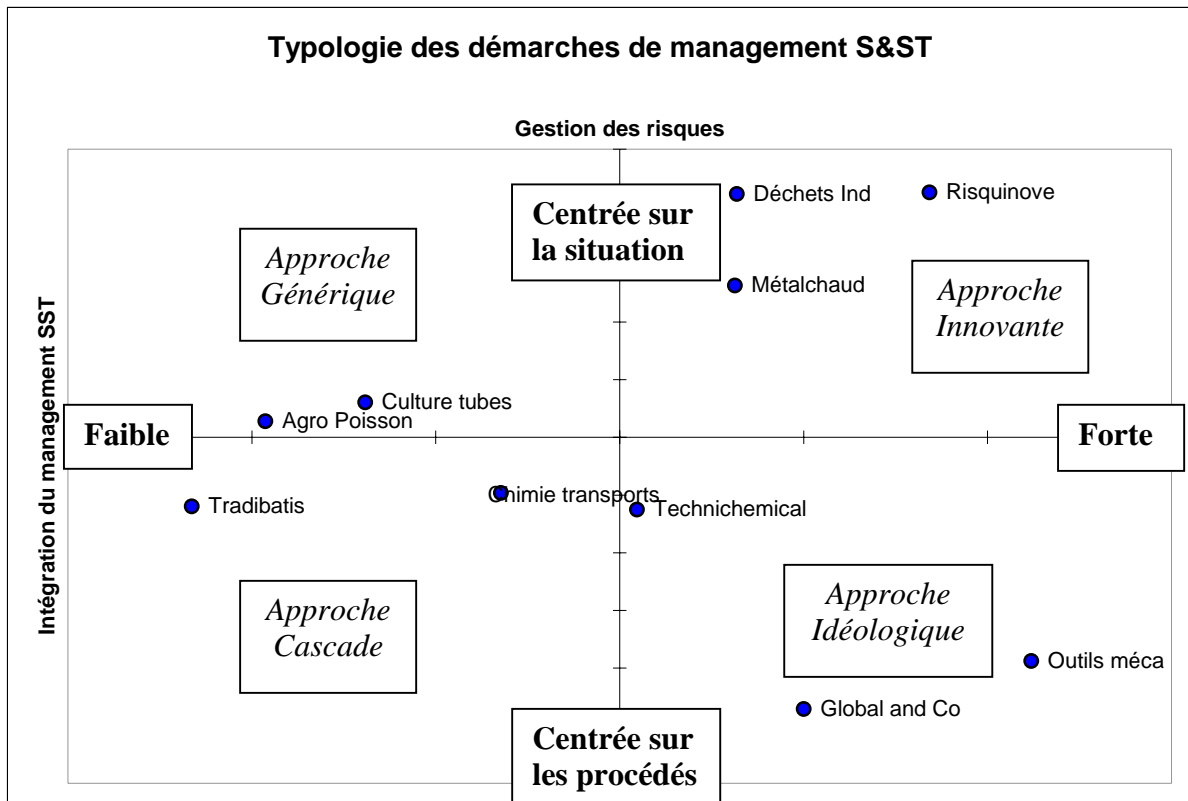 Typologie des démarches de management S&ST
Gestion des risques
Centrée sur
la situation
Déchets Ind
Risquinove
Approche
Générique
Métalchaud
Approche
Innovante
Intégration du management SST
Culture tubes
Agro Poisson
Faible
Forte
Chimie transports
Tradibatis
Technichemical
Approche
Cascade
Approche
Idéologique
Outils méca
Global and Co
Centrée sur
les procédés